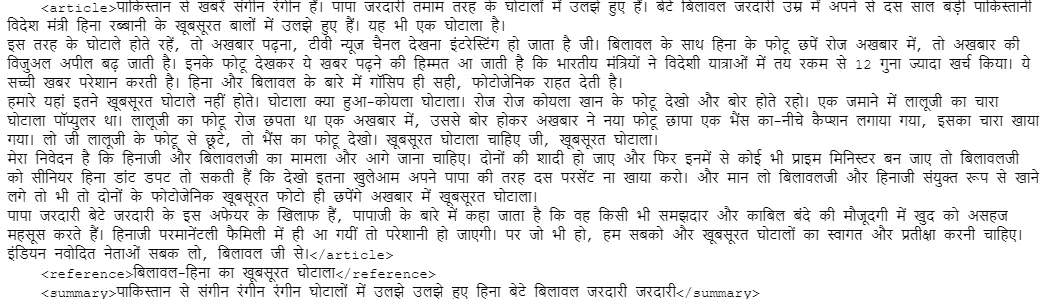 <article>पाकिस्तान से खबरें संगीन रंगीन हैं। पापा जरदारी तमाम तरह के घोटालों में उलझे हुए हैं। बेटे बिलावल जरदारी उम्र में अपने से दस साल बड़ी पाकिस्तानी
विदेश मंत्री हिना रब्बानी के खूबसूरत बालों में उलझे हुए हैं। यह भी एक घोटाला है।
इस तरह के घोटाले होते रहें, तो अखबार पढ़ना, टीवी न्यूज चैनल देखना इंटरेस्टिंग हो जाता है जी। बिलावल के साथ हिना के फोटू छपें रोज अखबार में, तो अखबार की
विजुअल अपील बढ़ जाती है। इनके फोटू देखकर ये खबर पढ़ने की हिम्मत आ जाती है कि भारतीय मंत्रियों ने विदेशी यात्राओं में तय रकम से 12 गुना ज्यादा खर्च किया। ये
सच्ची खबर परेशान करती है। हिना और बिलावल के बारे में गॉसिप ही सही, फोटोजेनिक राहत देती है।
हमारे यहां इतने खूबसूरत घोटाले नहीं होते। घोटाला क्या हुआ-कोयला घोटाला। रोज रोज कोयला खान के फोटू देखो और बोर होते रहो। एक जमाने में लालूजी का चारा
घोटाला पॉप्युलर था। लालूजी का फोटू रोज छपता था एक अखबार में, उससे बोर होकर अखबार ने नया फोटू छापा एक भैंस का-नीचे कैप्शन लगाया गया, इसका चारा खाया
गया। लो जी लालूजी के फोटू से छूटे, तो भैंस का फोटू देखो। खूबसूरत घोटाला चाहिए जी, खूबसूरत घोटाला।
मेरा निवेदन है कि हिनाजी और बिलावलजी का मामला और आगे जाना चाहिए। दोनों की शादी हो जाए और फिर इनमें से कोई भी प्राइम मिनिस्टर बन जाए तो बिलावलजी
को सीनियर हिना डांट डपट तो सकती हैं कि देखो इतना खुलेआम अपने पापा की तरह दस परसेंट ना खाया करो। और मान लो बिलावलजी और हिनाजी संयुक्त रूप से खाने
लगे तो भी तो दोनों के फोटोजेनिक खूबसूरत फोटो ही छपेंगे अखबार में खूबसूरत घोटाला।
पापा जरदारी बेटे जरदारी के इस अफेयर के खिलाफ हैं, पापाजी के बारे में कहा जाता है कि वह किसी भी समझदार और काबिल बंदे की मौजूदगी में खुद को असहज
महसूस करते हैं। हिनाजी परमानेंटली फैमिली में ही आ गयीं तो परेशानी हो जाएगी। पर जो भी हो, हम सबको और खूबसूरत घोटालों का स्वागत और प्रतीक्षा करनी चाहिए।
इंडियन नवोदित नेताओं सबक लो, बिलावल जी से।</article>
<reference>बिलावल-हिना का खूबसूरत घोटाला</reference>
<summary>पाकिस्तान से संगीन रंगीन रंगीन घोटालों में उलझे उलझे हुए हिना बेटे बिलावल जरदारी जरदारी</summary>